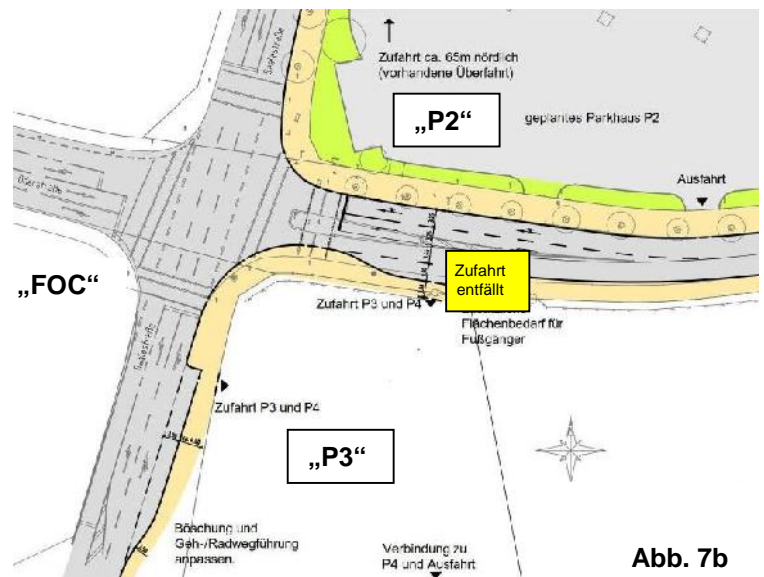 Zufahrt ca. 65m nördlich
(vorhandene Überfahrt)
„P2“
geplantes Parkhaus P2
Ausfahrt
„FOC“
Zufahrt
entfällt
Zufahrt P3 und P4
Flächenbedarf für
Fußgänger
Zufahrt P3 und P4
„P3“
Böschung und
Geh-/Radwegführung
anpassen.
Verbindung zu
P4 und Ausfahrt
Abb. 7b